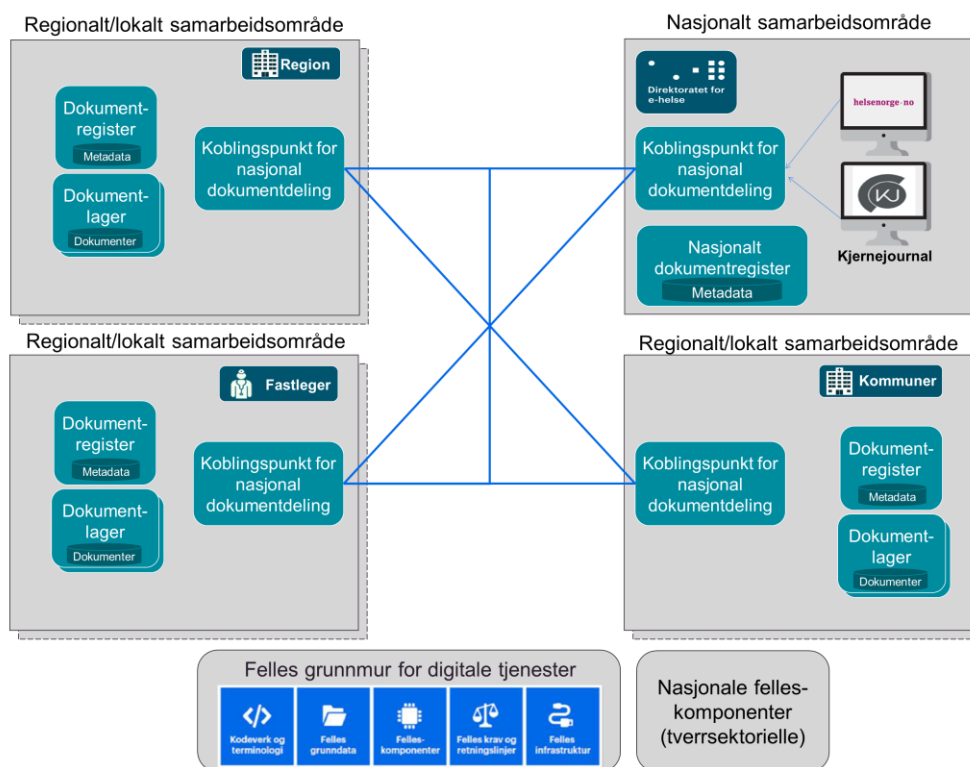 Regionalt/lokalt samarbeidsområde
Region
Dokument-
register
Metadata
Dokument-
lager
Dokumenter
Koblingspunkt for
nasjonal
dokumentdeling
Nasjonalt samarbeidsområde
Direktoratet for
e-helse
helsenorge·no
Koblingspunkt for
nasjonal
dokumentdeling
KJ
Kjernejournal
Nasjonalt
dokumentregister
Metadata
Regionalt/lokalt samarbeidsområde
Fastleger
Dokument-
register
Metadata
Dokument-
lager
Dokumenter
Koblingspunkt for
nasjonal
dokumentdeling
Regionalt/lokalt samarbeidsområde
Kommuner
Koblingspunkt for
nasjonal
dokumentdeling
Dokument-
register
Metadata
Dokument-
lager
Dokumenter
Felles grunnmur for digitale tjenester
Kodeverk og
terminologi
Felles
grunndata
Felles-
komponenter
Felles krav og
retningslinjer
Felles
infrastruktur
Nasjonale felles-
komponenter
(tverrsektorielle)